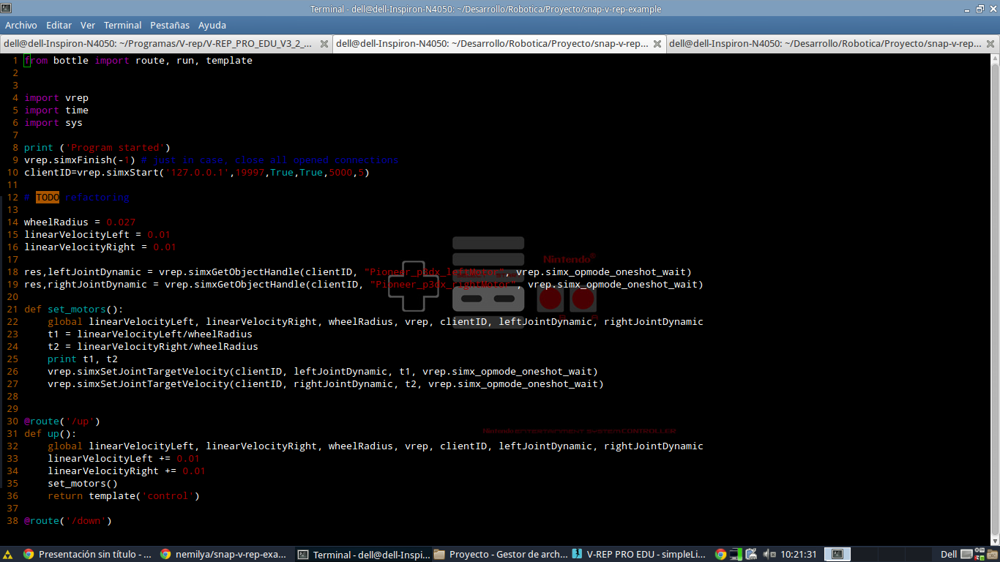 Terminal - dell@dell-Inspiron-N4050: ~/Desarrollo/Robotica/Proyecto/snap-v-rep-example
Archivo Editar Ver Terminal Pestañas Ayuda
dell@dell-Inspiron-N4050: ~/Programas/V-rep/V-REP_PRO_EDU_V3_2_... dell@dell-Inspiron-N4050: ~/Desarrollo/Robotica/Proyecto/snap-v-rep... dell@dell-Inspiron-N4050: ~/Desarrollo/Robotica/Proyecto/snap-v-rep...
1 from bottle import route, run, template
2
3
4 import vrep
5 import time
6 import sys
7
8 print ('Program started')
9 vrep.simxFinish(-1) # just in case, close all opened connections
10 clientID=vrep.simxStart('127.0.0.1',19997,True,True,5000,5)
11
12 # TODO refactoring
13
14 wheelRadius = 0.027
15 linearVelocityLeft = 0.01
16 linearVelocityRight = 0.01
17
Nintendo®
18 res,leftJointDynamic = vrep.simxGetObjectHandle(clientID, "Pioneer_p3dx_leftMotor", vrep.simx_opmode_oneshot_wait)
19 res,rightJointDynamic = vrep.simxGetObjectHandle(clientID, "Pioneer_p3dx_rightMotor", vrep.simx_opmode_oneshot_wait)
20
21 def set_motors():
22     global linearVelocityLeft, linearVelocityRight, wheelRadius, vrep, clientID, leftJointDynamic, rightJointDynamic
23     t1 = linearVelocityLeft/wheelRadius
24     t2 = linearVelocityRight/wheelRadius
25     print t1, t2
26     vrep.simxSetJointTargetVelocity(clientID, leftJointDynamic, t1, vrep.simx_opmode_oneshot_wait)
27     vrep.simxSetJointTargetVelocity(clientID, rightJointDynamic, t2, vrep.simx_opmode_oneshot_wait)
28
29
30 @route('/up')
31 def up():
Nintendo ENTERTAINMENT SYSTEM CONTROLLER
32     global linearVelocityLeft, linearVelocityRight, wheelRadius, vrep, clientID, leftJointDynamic, rightJointDynamic
33     linearVelocityLeft += 0.01
34     linearVelocityRight += 0.01
35     set_motors()
36     return template('control')
37
38 @route('/down')
Presentación sin título - ... nemilya/snap-v-rep-exa... Terminal - dell@dell-Inspi... Proyecto - Gestor de arch... V-REP PRO EDU - simpleLi... 10:21:31 Dell